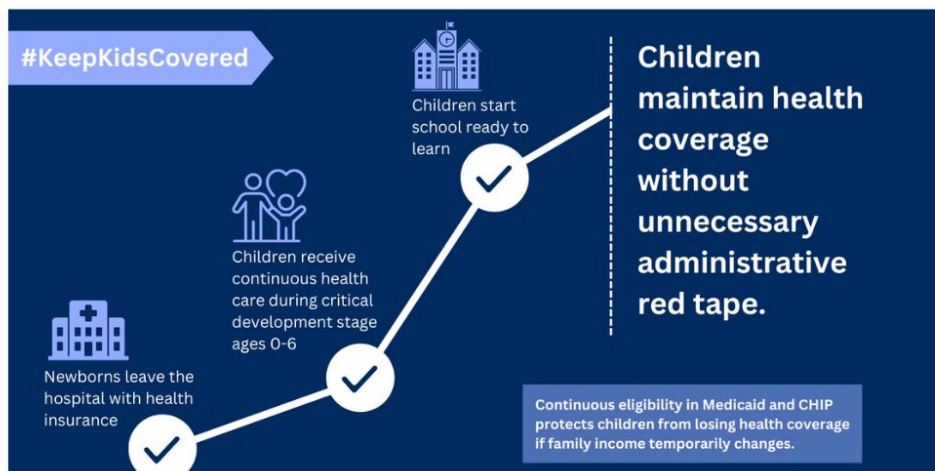 #KeepKidsCovered
Children start
school ready to
learn
Children receive
continuous health
care during critical
development stage
ages 0-6
Newborns leave the
hospital with health
insurance
Children
maintain health
coverage
without
unnecessary
administrative
red tape.
Continuous eligibility in Medicaid and CHIP
protects children from losing health coverage
if family income temporarily changes.